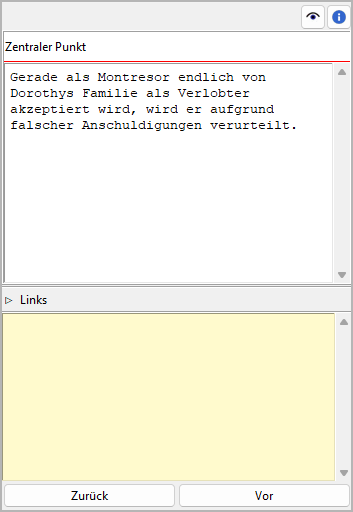 Zentraler Punkt
Gerade als Montresor endlich von
Dorothys Familie als Verlobter
akzeptiert wird, wird er aufgrund
falscher Anschuldigungen verurteilt.
Links
Zurück
Vor